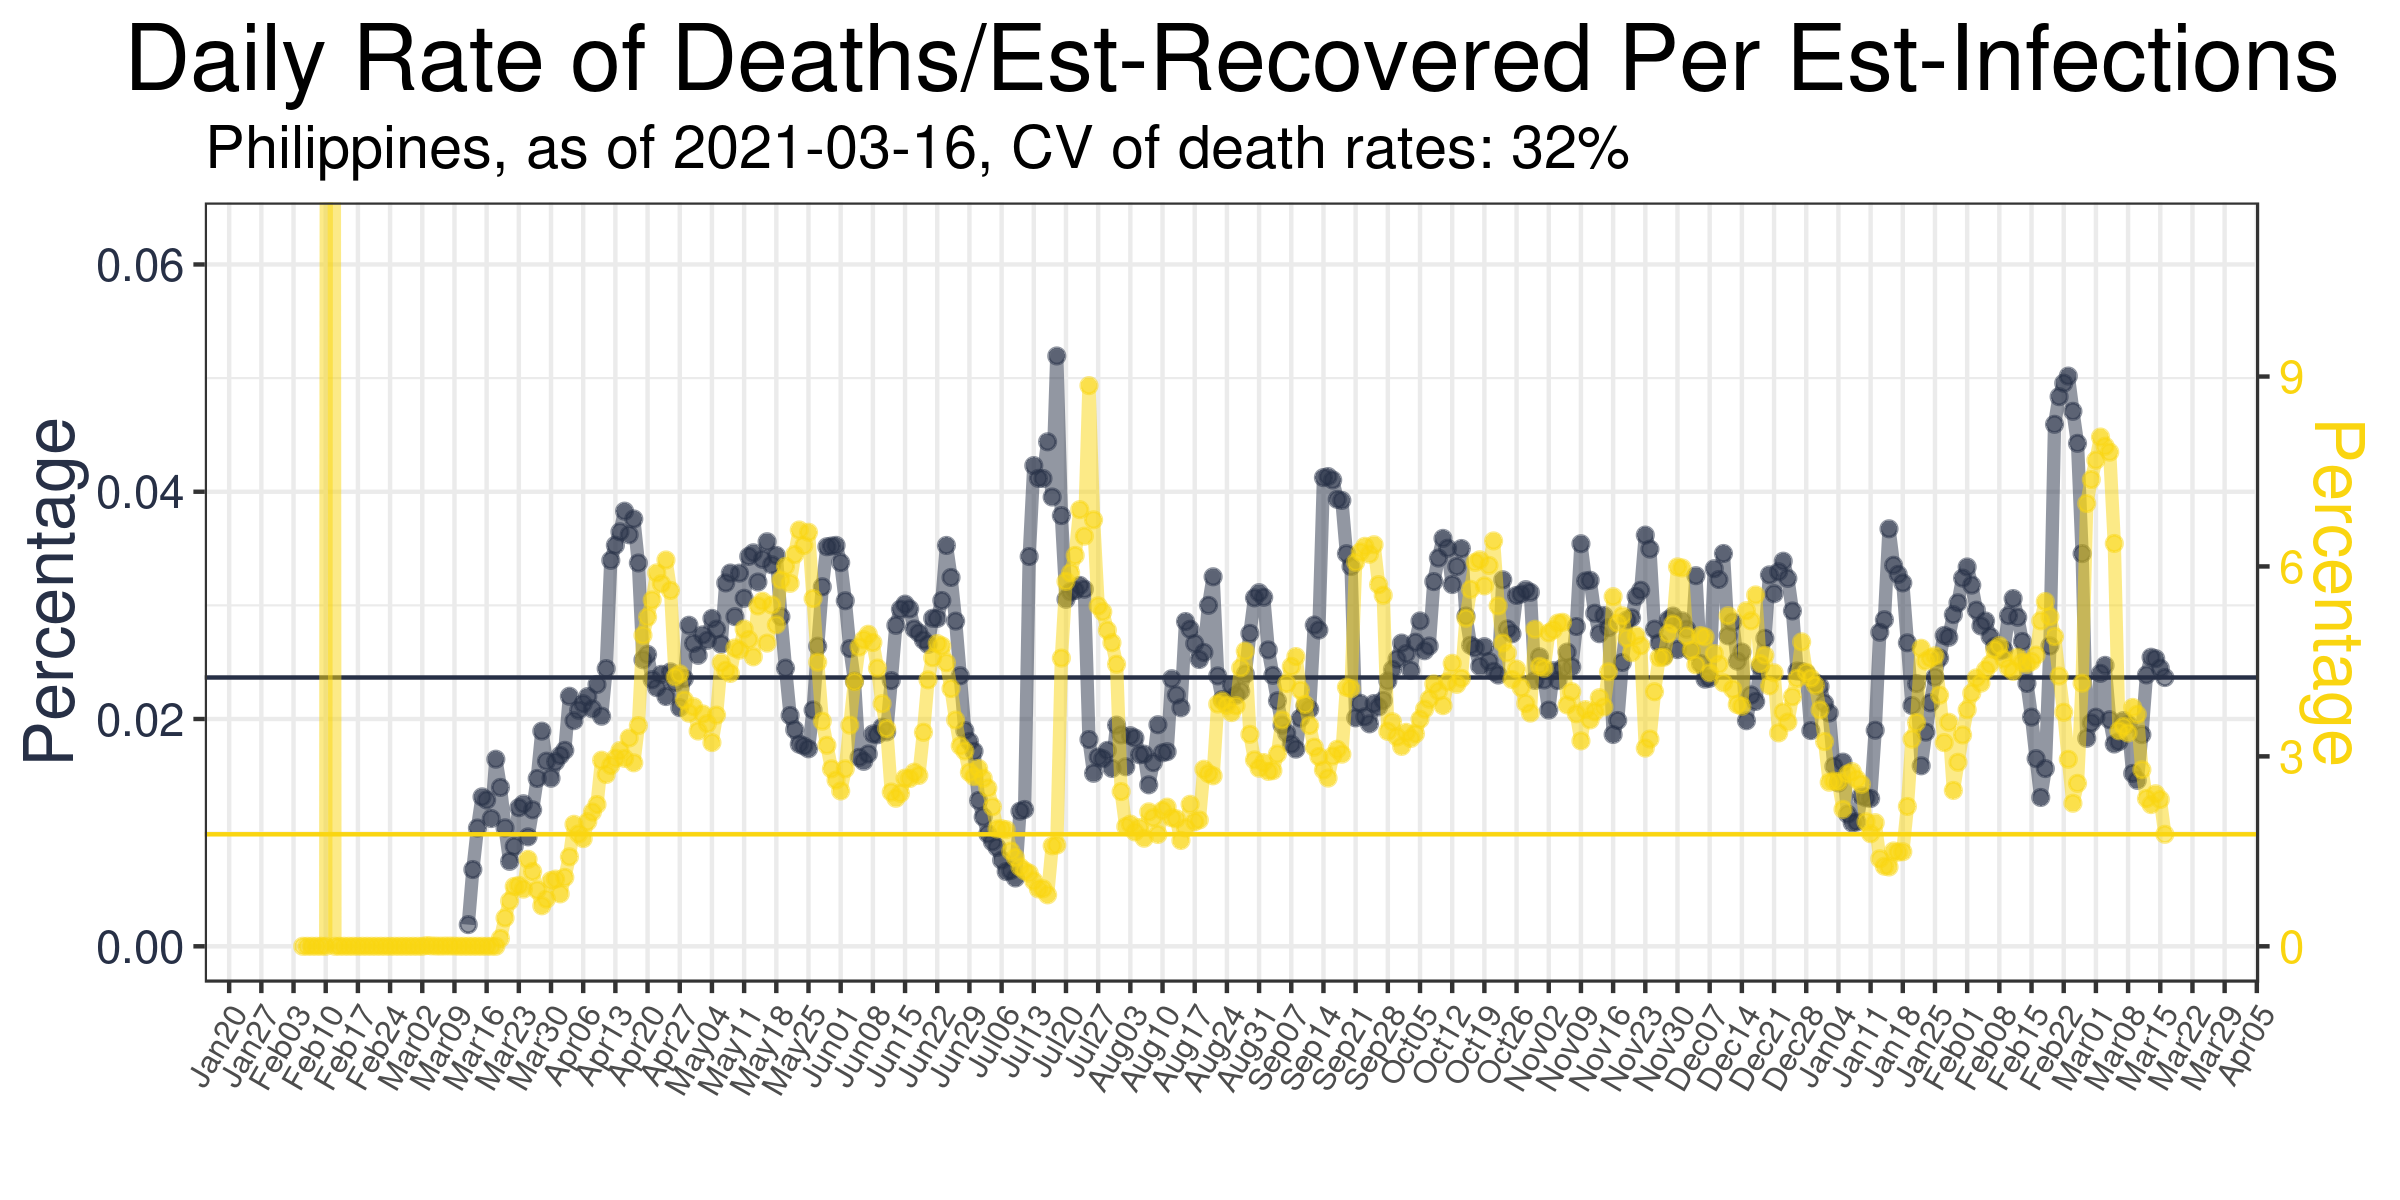 Daily Rate of Deaths/Est-Recovered Per Est-Infections
Philippines, as of 2021-03-16, CV of death rates: 32%
Percentage
0.06
0.04
0.02
0.00
9
6
3
0
Percentage
Jan20
Jan27
Feb03
Feb10
Feb17
Feb24
Mar02
Mar09
Mar16
Mar23
Mar30
Apr06
Apr13
Apr20
Apr27
May04
May11
May18
May25
Jun01
Jun08
Jun15
Jun22
Jun29
Jul06
Jul13
Jul20
Jul27
Aug03
Aug10
Aug17
Aug24
Aug31
Sep07
Sep14
Sep21
Sep28
Oct05
Oct12
Oct19
Oct26
Nov02
Nov09
Nov16
Nov23
Nov30
Dec07
Dec14
Dec21
Dec28
Jan04
Jan11
Jan18
Jan25
Feb01
Feb08
Feb15
Feb22
Mar01
Mar08
Mar15
Mar22
Mar29
Apr05